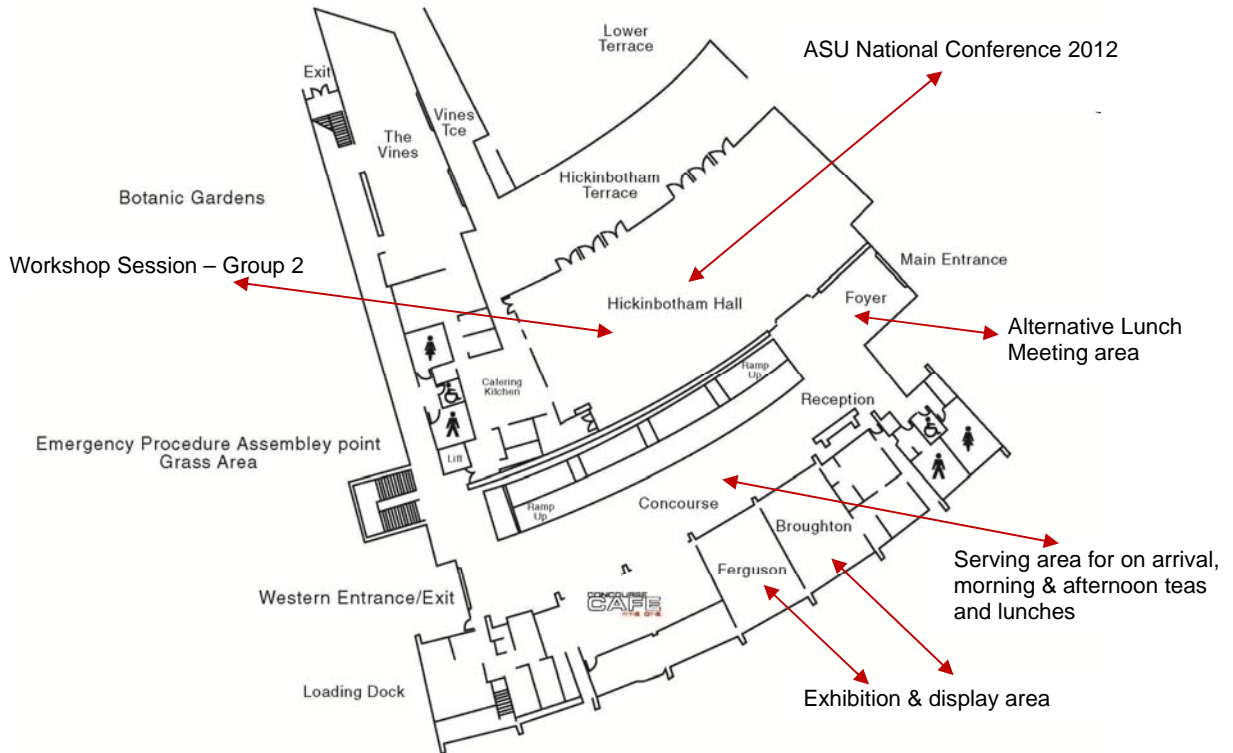 Lower
Terrace
ASU National Conference 2012
Exit
Vines
Tce
The
Vines
Hickinbotham
Terrace
Botanic Gardens
Workshop Session – Group 2
Main Entrance
Hickinbotham Hall
Foyer
Alternative Lunch
Meeting area
Ramp
Up
Catering
Kitchen
Reception
Emergency Procedure Assembley point
Grass Area
Lift
Ramp
Up
Concourse
Broughton
Ferguson
Serving area for on arrival,
morning & afternoon teas
and lunches
Western Entrance/Exit
CONCOURSE
CAFE
Loading Dock
Exhibition & display area